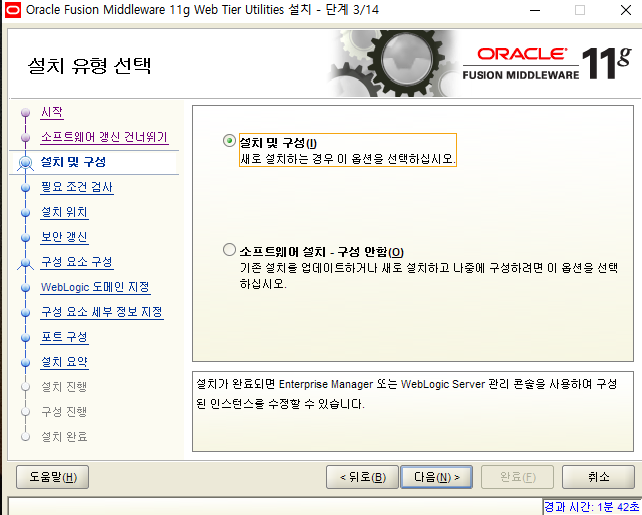 Oracle Fusion Middleware 11g Web Tier Utilities 설치 - 단계 3/14
설치 유형 선택
ORACLE
FUSION MIDDLEWARE 11g
시작
소프트웨어 갱신 건너뛰기
설치 및 구성
필요 조건 검사
설치 위치
보안 갱신
구성 요소 구성
WebLogic 도메인 지정
구성 요소 세부 정보 지정
포트 구성
설치 요약
설치 진행
구성 진행
설치 완료
설치 및 구성(I)
새로 설치하는 경우 이 옵션을 선택하십시오.
소프트웨어 설치 - 구성 안함(O)
기존 설치를 업데이트하거나 새로 설치하고 나중에 구성하려면 이 옵션을 선택
하십시오.
설치가 완료되면 Enterprise Manager 또는 WebLogic Server 관리 콘솔을 사용하여 구성
된 인스턴스를 수정할 수 있습니다.
도움말(H)
< 뒤로(B)
다음(N) >
완료(F)
취소
경과 시간: 1분 42초